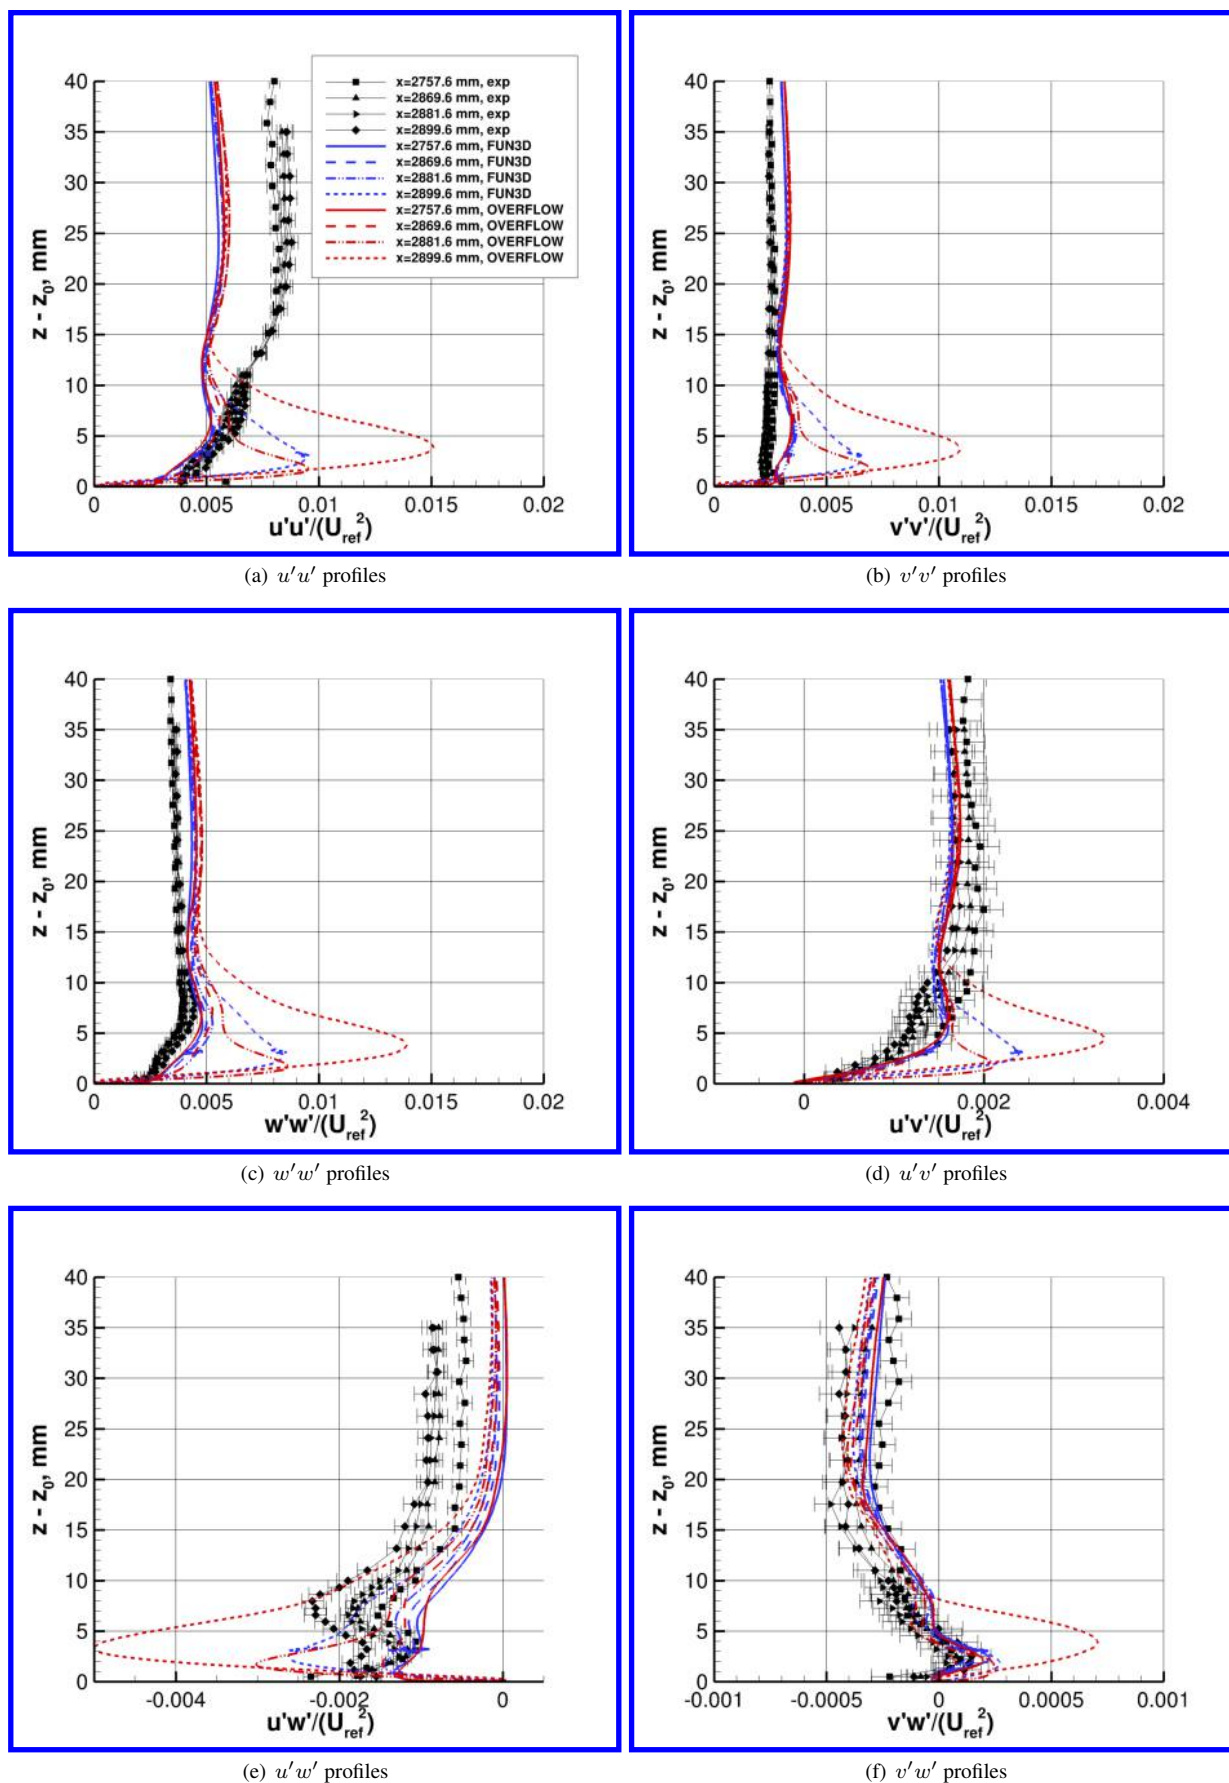 40
35
30
25
20
15
10
5
0
z - z₀, mm
x=2757.6 mm, exp
x=2869.6 mm, exp
x=2881.6 mm, exp
x=2899.6 mm, exp
x=2757.6 mm, FUN3D
x=2869.6 mm, FUN3D
x=2881.6 mm, FUN3D
x=2899.6 mm, FUN3D
x=2757.6 mm, OVERFLOW
x=2869.6 mm, OVERFLOW
x=2881.6 mm, OVERFLOW
x=2899.6 mm, OVERFLOW
0 0.005 0.01 0.015 0.02
u'u'/(U_ref²)
(a) u'u' profiles
40
35
30
25
20
15
10
5
0
z - z₀, mm
0 0.005 0.01 0.015 0.02
v'v'/(U_ref²)
(b) v'v' profiles
40
35
30
25
20
15
10
5
0
z - z₀, mm
0 0.005 0.01 0.015 0.02
w'w'/(U_ref²)
(c) w'w' profiles
40
35
30
25
20
15
10
5
0
z - z₀, mm
0 0.002 0.004
u'v'/(U_ref²)
(d) u'v' profiles
40
35
30
25
20
15
10
5
0
z - z₀, mm
-0.004 -0.002 0
u'w'/(U_ref²)
(e) u'w' profiles
40
35
30
25
20
15
10
5
0
z - z₀, mm
-0.001 -0.0005 0 0.0005 0.001
v'w'/(U_ref²)
(f) v'w' profiles